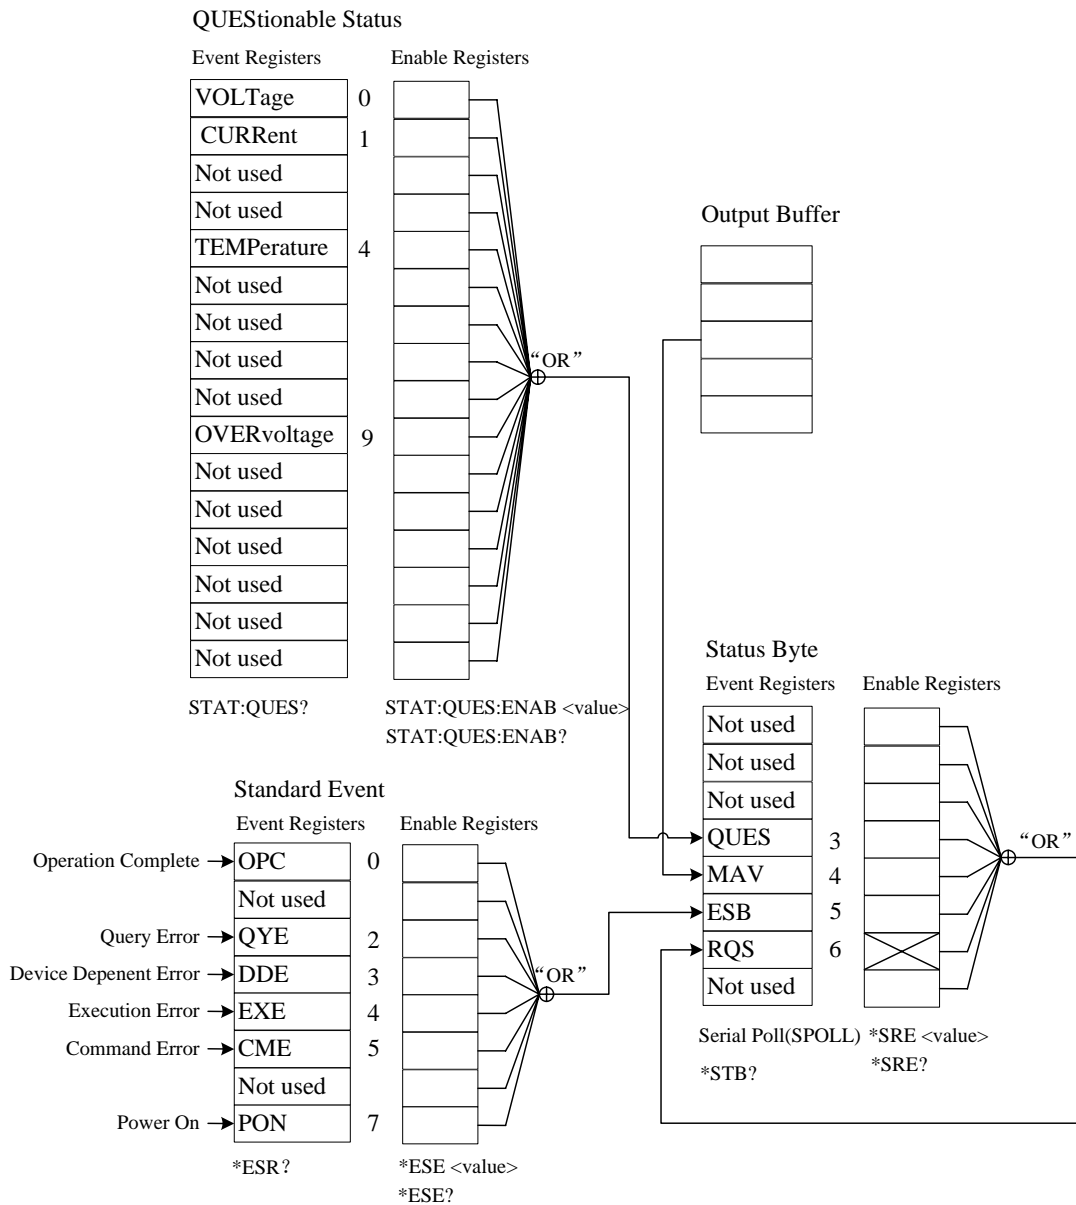 QUEStionable Status
Event Registers Enable Registers
VOLTage 0
CURRent 1
Not used
Not used
TEMPerature 4
Not used
Not used
Not used
Not used
OVERvoltage 9
Not used
Not used
Not used
Not used
Not used
Not used
“OR”
STAT:QUES?
STAT:QUES:ENAB <value>
STAT:QUES:ENAB?
Output Buffer
Standard Event
Event Registers Enable Registers
Operation Complete OPC 0
Not used
Query Error QYE 2
Device Depenent Error DDE 3
Execution Error EXE 4
Command Error CME 5
Not used
Power On PON 7
“OR”
*ESR?
*ESE <value>
*ESE?
Status Byte
Event Registers Enable Registers
Not used
Not used
Not used
QUES 3
MAV 4
ESB 5
RQS 6
Not used
“OR”
Serial Poll(SPOLL) *SRE <value>
*STB? *SRE?